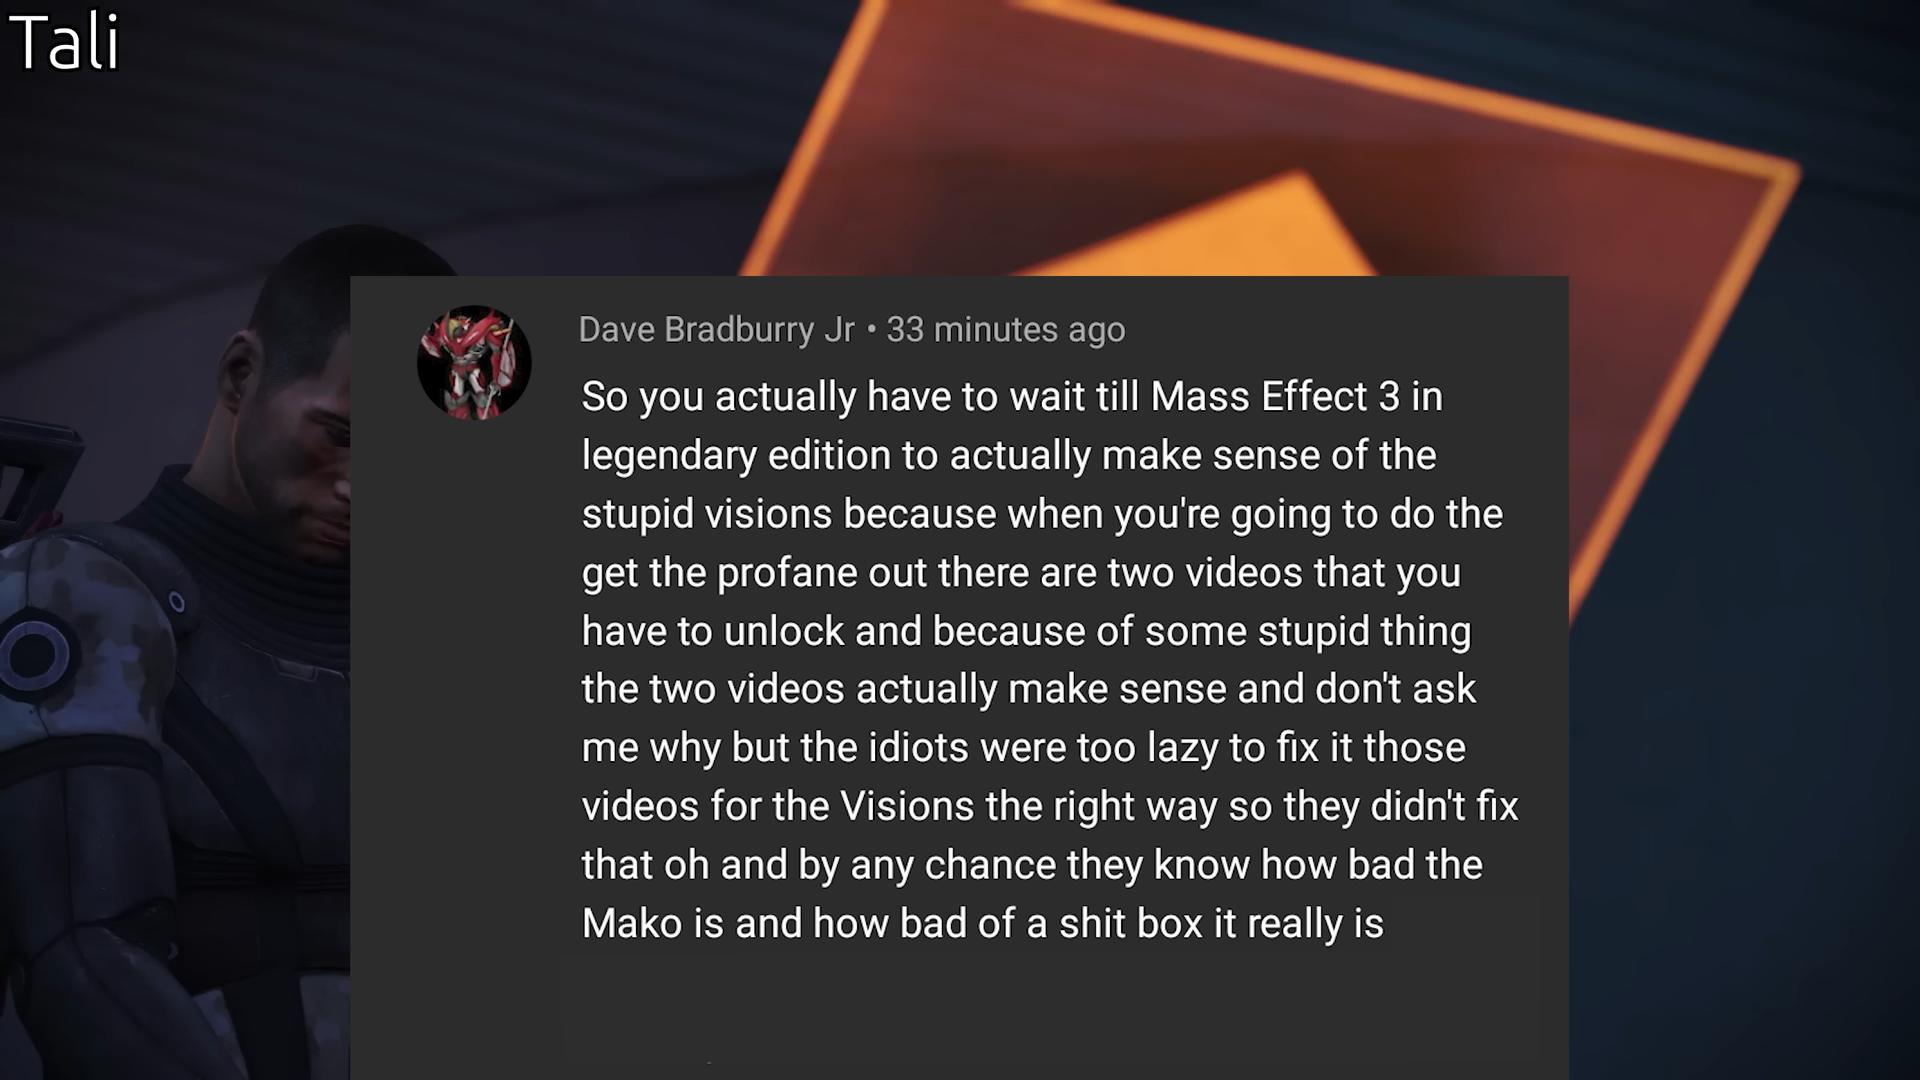 Tali
Dave Bradburry Jr • 33 minutes ago
So you actually have to wait till Mass Effect 3 in
legendary edition to actually make sense of the
stupid visions because when you're going to do the
get the profane out there are two videos that you
have to unlock and because of some stupid thing
the two videos actually make sense and don't ask
me why but the idiots were too lazy to fix it those
videos for the Visions the right way so they didn't fix
that oh and by any chance they know how bad the
Mako is and how bad of a shit box it really is